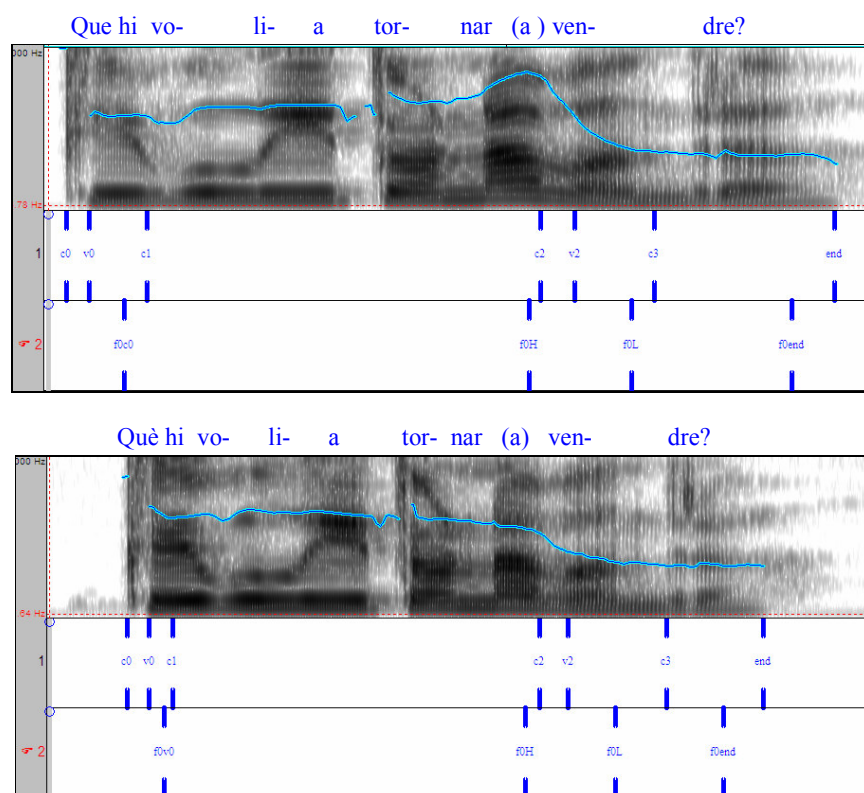 Que hi vo- li- a tor- nar (a ) ven- dre?
000 Hz
.78 Hz
1 c0 v0 c1 c2 v2 c3 end
2 f0c0 f0H f0L f0end
Què hi vo- li- a tor- nar (a) ven- dre?
000 Hz
.64 Hz
1 c0 v0 c1 c2 v2 c3 end
2 f0v0 f0H f0L f0end